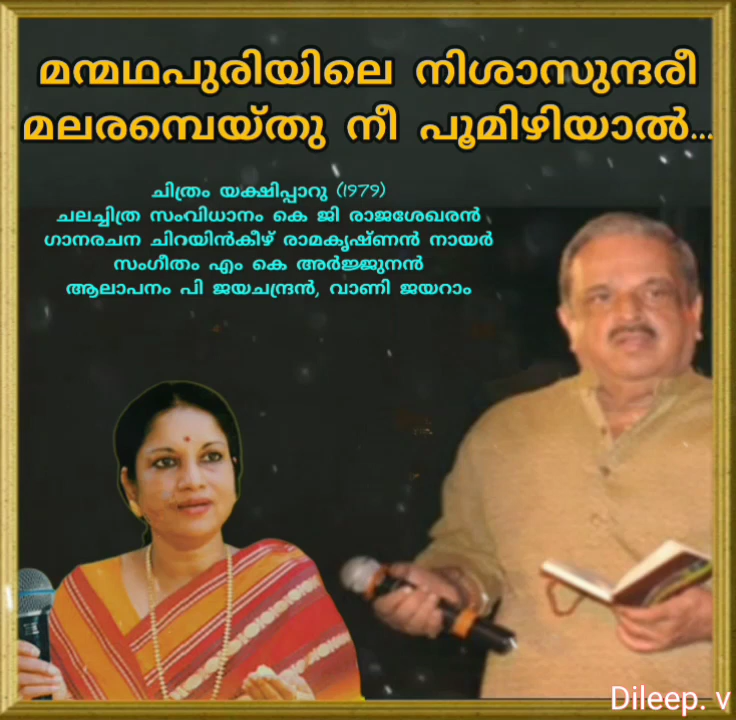 മന്മഥപുരിയിലെ നിശാസുന്ദരീ
മലരമ്പെയ്തു നീ പൂമിഴിയാൽ...
ചിത്രം യക്ഷിപ്പാറു (1979)
ചലച്ചിത്ര സംവിധാനം കെ ജി രാജശേഖരൻ
ഗാനരചന ചിറയിൻകീഴ് രാമകൃഷ്ണൻ നായർ
സംഗീതം എം കെ അർജ്ജുനൻ
ആലാപനം പി ജയചന്ദ്രൻ, വാണി ജയറാം
Dileep. v